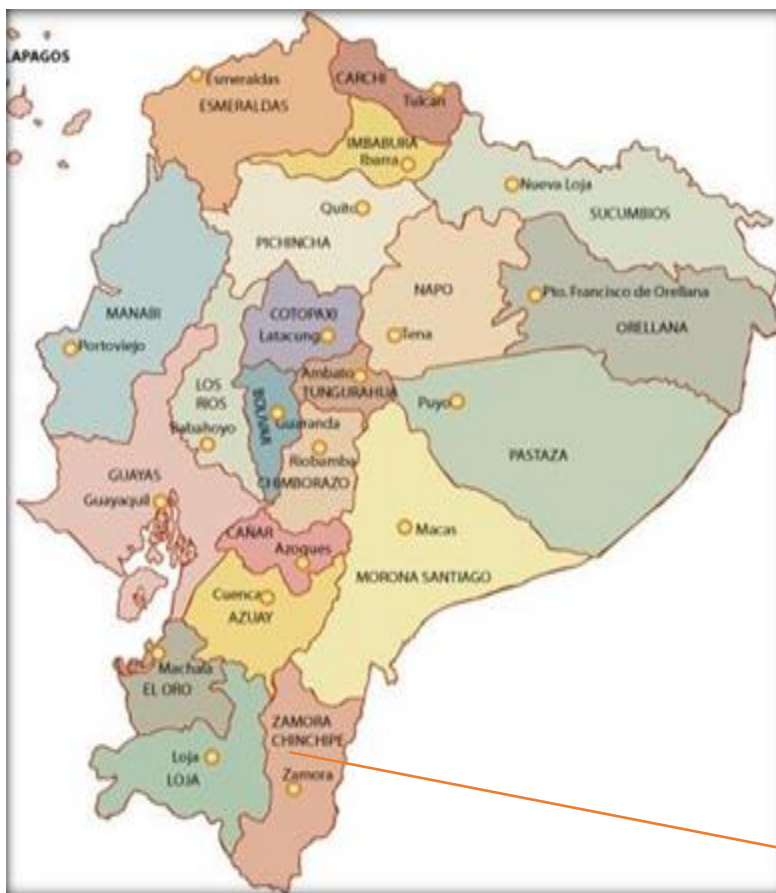 LAPAGOS
Esmeraldas
ESMERALDAS
CARCHI
Tulcan
IMBABURA
Ibarra
Nueva Loja
SUCUMBIOS
Quito
PICHINCHA
NAPO
Pto. Francisco de Orellana
ORELLANA
MANABI
Portoviejo
COTOPAXI
Latacung
Tena
Ambato
TUNGURAHUA
LOS
RIOS
Babahoyo
BOLIVAR
Guaranda
Riobamba
CHIMBORAZO
Puyo
PASTAZA
GUAYAS
Guayaquil
CAÑAR
Azogues
Macas
MORONA SANTIAGO
Cuenca
AZUAY
Machala
EL ORO
ZAMORA
CHINCHIPE
Zamora
Loja
LOJA